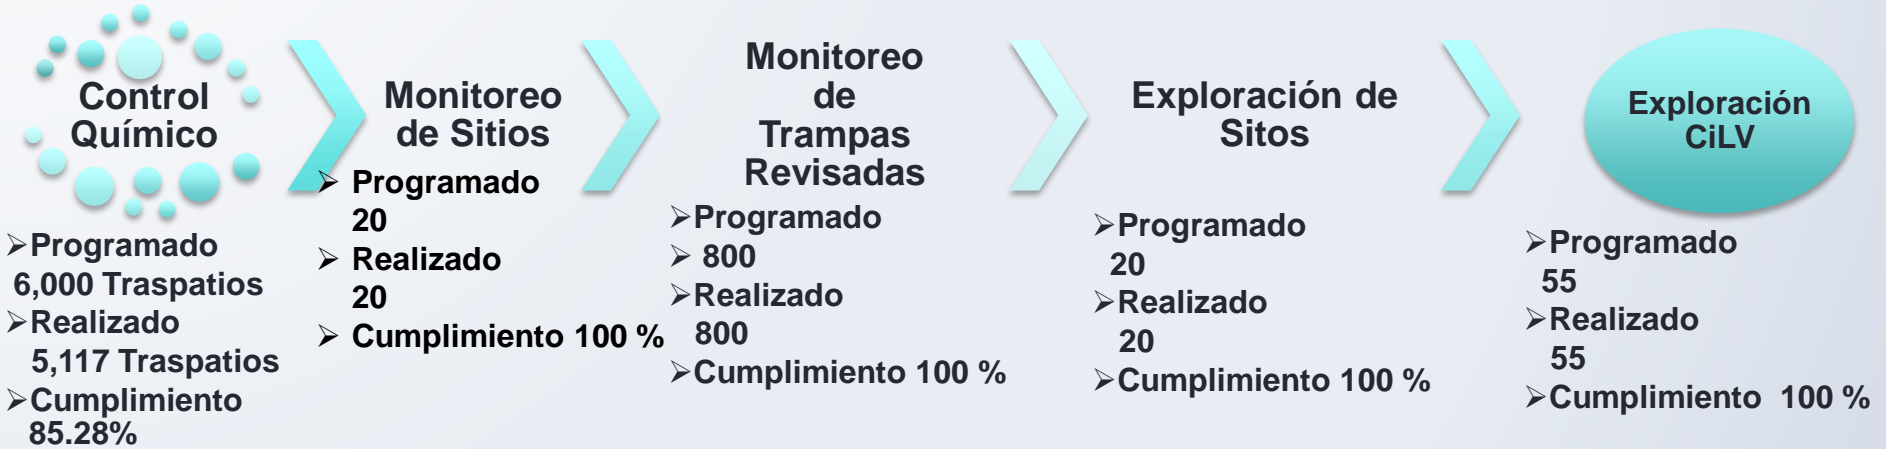 Control
Químico
➢Programado
6,000 Traspatios
➢Realizado
5,117 Traspatios
➢Cumplimiento
85.28%
Monitoreo
de Sitios
➢ Programado
20
➢ Realizado
20
➢ Cumplimiento 100 %
Monitoreo
de
Trampas
Revisadas
➢Programado
➢ 800
➢Realizado
800
➢Cumplimiento 100 %
Exploración de
Sitos
➢Programado
20
➢Realizado
20
➢Cumplimiento 100 %
Exploración
CiLV
➢Programado
55
➢Realizado
55
➢Cumplimiento 100 %